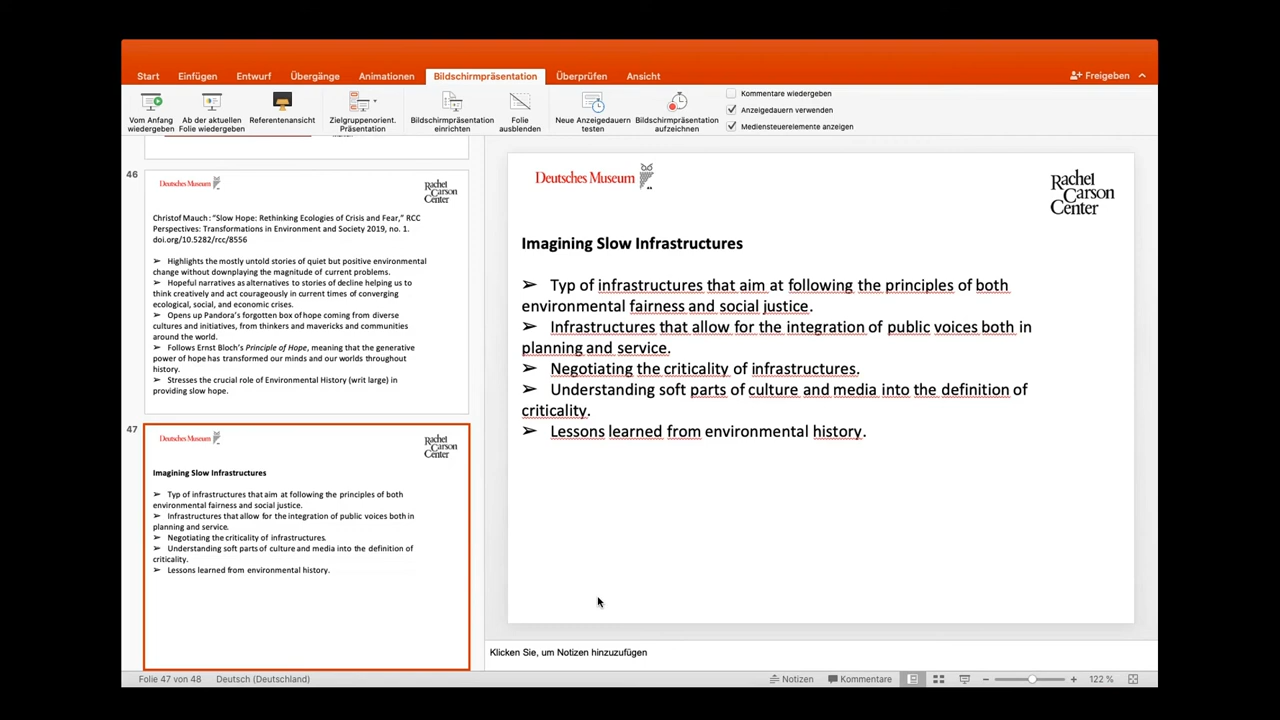 Start Einfügen Entwurf Übergänge Animationen Bildschirmpräsentation Überprüfen Ansicht Freigeben
Vom Anfang wiedergeben
Ab der aktuellen Folie wiedergeben
Referentenansicht
Zielgruppenorient. Präsentation
Bildschirmpräsentation einrichten
Folie ausblenden
Neue Anzeigedauern testen
Bildschirmpräsentation aufzeichnen
Kommentare wiedergeben
Anzeigedauern verwenden
Mediensteuerelemente anzeigen
46
Deutsches Museum
Rachel
Carson
Center
Christof Mauch: "Slow Hope: Rethinking Ecologies of Crisis and Fear," RCC
Perspectives: Transformations in Environment and Society 2019, no. 1.
doi.org/10.5282/rcc/8556
➢ Highlights the mostly untold stories of quiet but positive environmental
change without downplaying the magnitude of current problems.
➢ Hopeful narratives as alternatives to stories of decline helping us to
think creatively and act courageously in current times of converging
ecological, social, and economic crises.
➢ Opens up Pandora's forgotten box of hope coming from diverse
cultures and initiatives, from thinkers and mavericks and communities
around the world.
➢ Follows Ernst Bloch's Principle of Hope, meaning that the generative
power of hope has transformed our minds and our worlds throughout
history.
➢ Stresses the crucial role of Environmental History (writ large) in
providing slow hope.
47
Deutsches Museum
Rachel
Carson
Center
Imagining Slow Infrastructures
➢ Typ of infrastructures that aim at following the principles of both
environmental fairness and social justice.
➢ Infrastructures that allow for the integration of public voices both in
planning and service.
➢ Negotiating the criticality of infrastructures.
➢ Understanding soft parts of culture and media into the definition of
criticality.
➢ Lessons learned from environmental history.
Deutsches Museum
Rachel
Carson
Center
Imagining Slow Infrastructures
➢ Typ of infrastructures that aim at following the principles of both
environmental fairness and social justice.
➢ Infrastructures that allow for the integration of public voices both in
planning and service.
➢ Negotiating the criticality of infrastructures.
➢ Understanding soft parts of culture and media into the definition of
criticality.
➢ Lessons learned from environmental history.
Klicken Sie, um Notizen hinzuzufügen
Folie 47 von 48 Deutsch (Deutschland) Notizen Kommentare 122 %